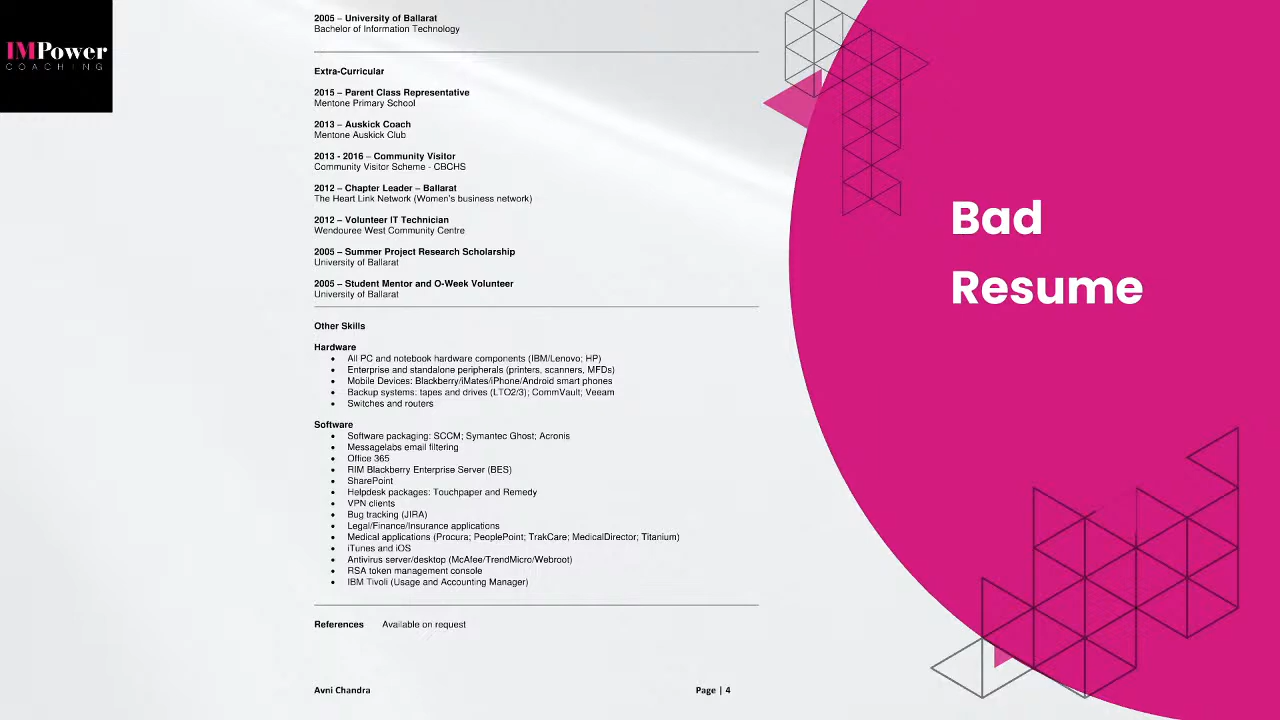 IMPower
COACHING
2005 – University of Ballarat
Bachelor of Information Technology
Extra-Curricular
2015 – Parent Class Representative
Mentone Primary School
2013 – Auskick Coach
Mentone Auskick Club
2013 - 2016 – Community Visitor
Community Visitor Scheme - CBCHS
2012 – Chapter Leader – Ballarat
The Heart Link Network (Women's business network)
2012 – Volunteer IT Technician
Wendouree West Community Centre
2005 – Summer Project Research Scholarship
University of Ballarat
2005 – Student Mentor and O-Week Volunteer
University of Ballarat
Other Skills
Hardware
• All PC and notebook hardware components (IBM/Lenovo; HP)
• Enterprise and standalone peripherals (printers, scanners, MFDs)
• Mobile Devices: Blackberry/iMates/iPhone/Android smart phones
• Backup systems: tapes and drives (LTO2/3); CommVault; Veeam
• Switches and routers
Software
• Software packaging: SCCM; Symantec Ghost; Acronis
• Messagelabs email filtering
• Office 365
• RIM Blackberry Enterprise Server (BES)
• SharePoint
• Helpdesk packages: Touchpaper and Remedy
• VPN clients
• Bug tracking (JIRA)
• Legal/Finance/Insurance applications
• Medical applications (Procura; PeoplePoint; TrakCare; MedicalDirector; Titanium)
• iTunes and iOS
• Antivirus server/desktop (McAfee/TrendMicro/Webroot)
• RSA token management console
• IBM Tivoli (Usage and Accounting Manager)
References Available on request
Avni Chandra Page | 4
Bad
Resume